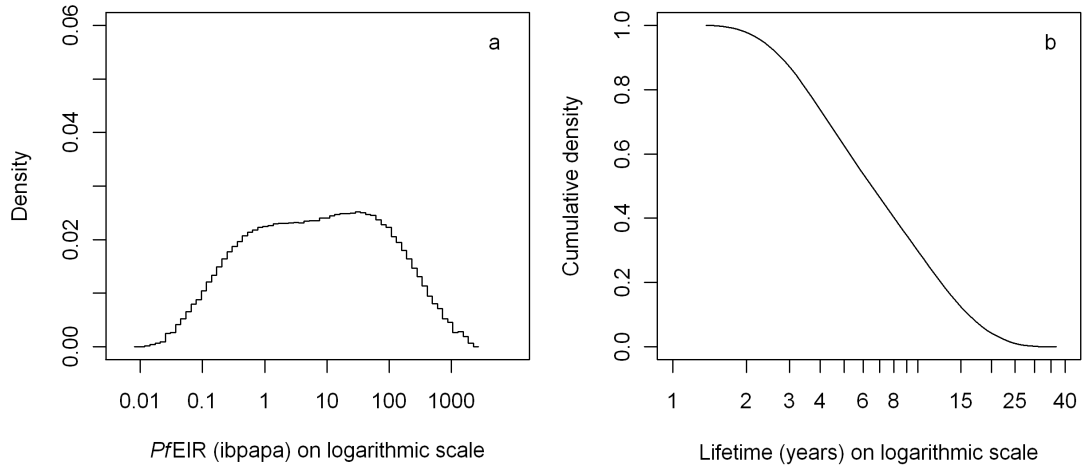 a
Density
0.00 0.02 0.04 0.06
0.01 0.1 1 10 100 1000
PfEIR (ibpapa) on logarithmic scale
b
Cumulative density
0.0 0.2 0.4 0.6 0.8 1.0
1 2 3 4 6 8 15 25 40
Lifetime (years) on logarithmic scale